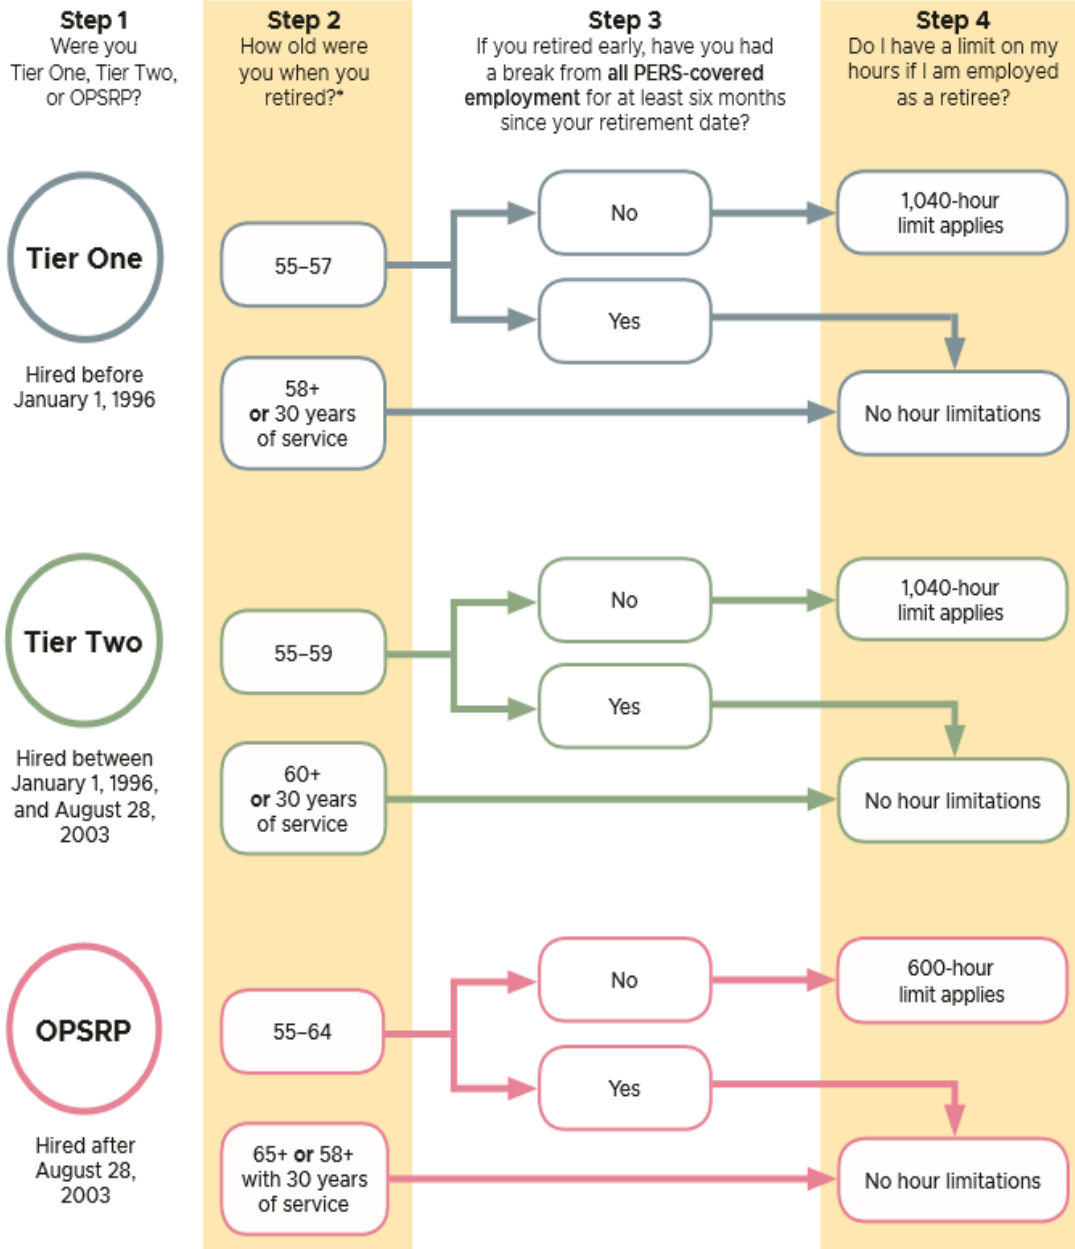 Step 1
Were you
Tier One, Tier Two,
or OPSRP?
Step 2
How old were
you when you
retired?*
Step 3
If you retired early, have you had
a break from all PERS-covered
employment for at least six months
since your retirement date?
Step 4
Do I have a limit on my
hours if I am employed
as a retiree?
Tier One
Hired before
January 1, 1996
55–57
No
1,040-hour
limit applies
Yes
58+
or 30 years
of service
No hour limitations
Tier Two
Hired between
January 1, 1996,
and August 28,
2003
55–59
No
1,040-hour
limit applies
Yes
60+
or 30 years
of service
No hour limitations
OPSRP
Hired after
August 28,
2003
55–64
No
600-hour
limit applies
Yes
65+ or 58+
with 30 years
of service
No hour limitations